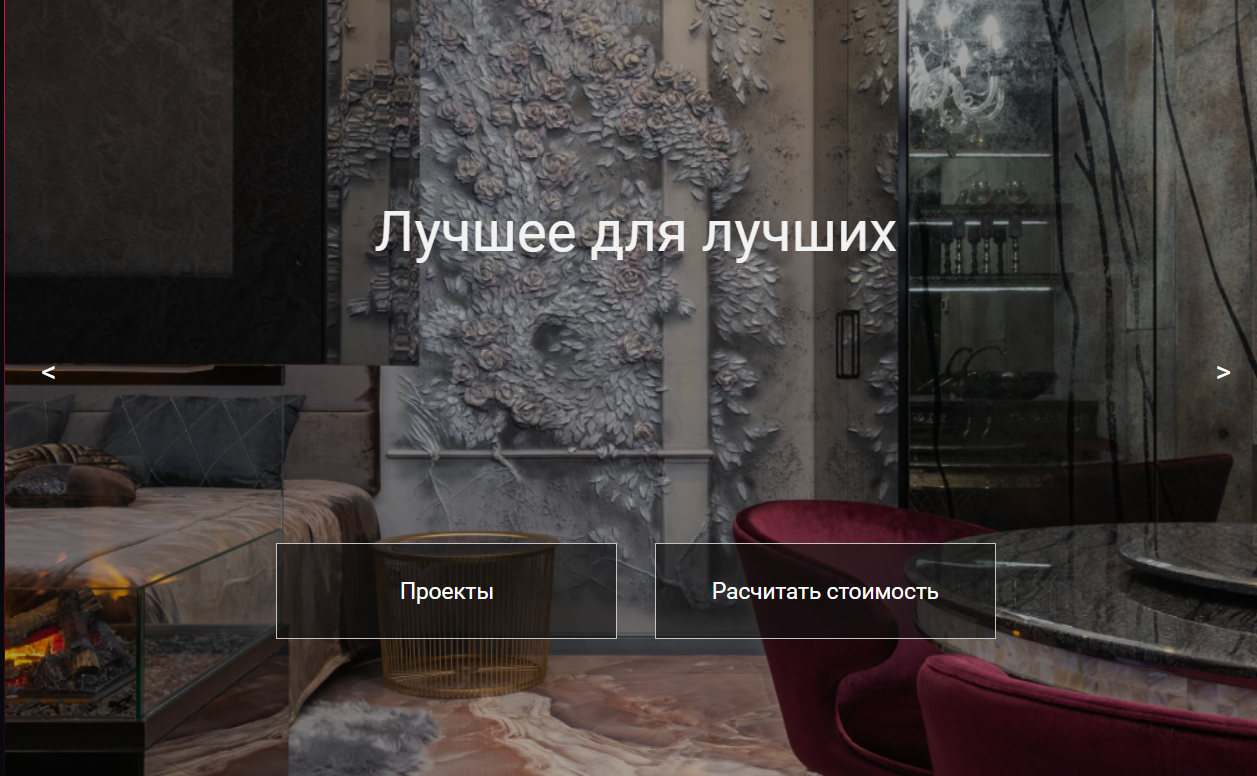 Лучшее для лучших
<
>
Проекты
Расчитать стоимость